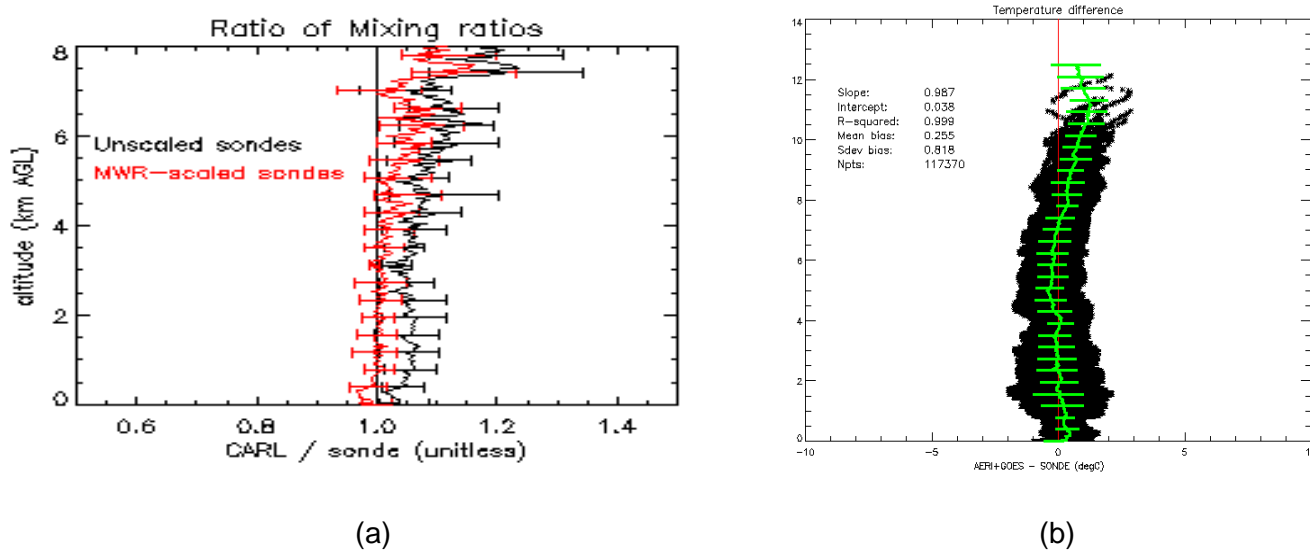 Ratio of Mixing ratios
8
6
4
2
0
altitude (km AGL)
Unscaled sondes
MWR-scaled sondes
0.6 0.8 1.0 1.2 1.4
CARL / sonde (unitless)
(a)
Temperature difference
14
12
10
8
6
4
2
0
Slope: 0.987
Intercept: 0.038
R-squared: 0.999
Mean bias: 0.255
Sdev bias: 0.818
Npts: 117370
-10 -5 0 5
AERI+GOES - SONDE (degC)
(b)